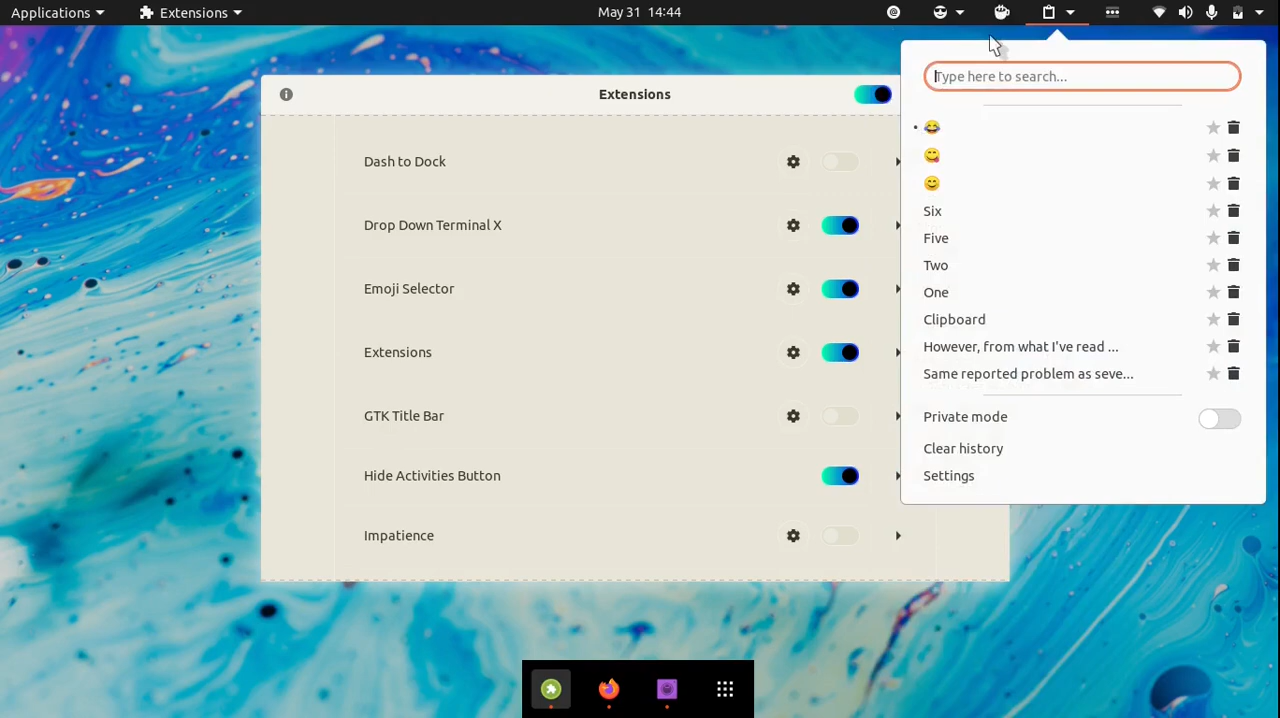 Applications
Extensions
May 31 14:44
Extensions
Dash to Dock
Drop Down Terminal X
Emoji Selector
Extensions
GTK Title Bar
Hide Activities Button
Impatience
Type here to search...
😂
😋
😊
Six
Five
Two
One
Clipboard
However, from what I've read ...
Same reported problem as seve...
Private mode
Clear history
Settings